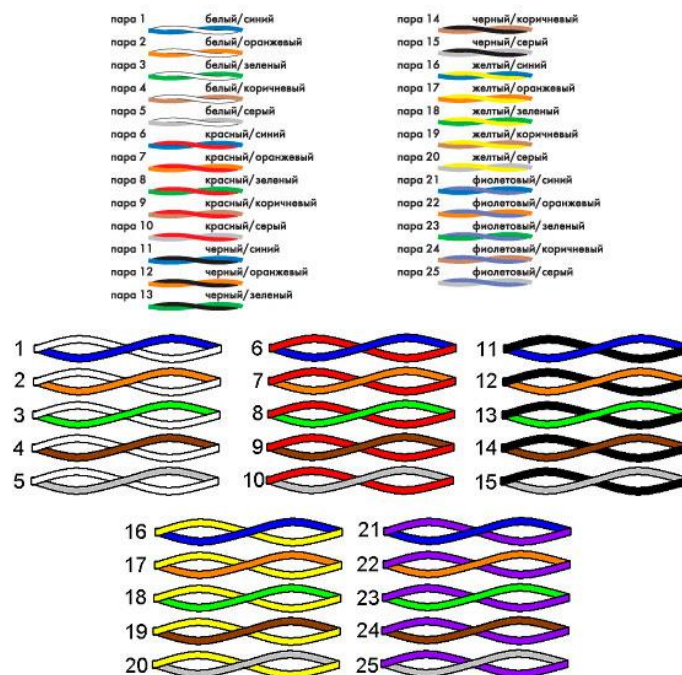 пара 1 белый/синий
пара 2 белый/оранжевый
пара 3 белый/зеленый
пара 4 белый/коричневый
пара 5 белый/серый
пара 6 красный/синий
пара 7 красный/оранжевый
пара 8 красный/зеленый
пара 9 красный/коричневый
пара 10 красный/серый
пара 11 черный/синий
пара 12 черный/оранжевый
пара 13 черный/зеленый
пара 14 черный/коричневый
пара 15 черный/серый
пара 16 желтый/синий
пара 17 желтый/оранжевый
пара 18 желтый/зеленый
пара 19 желтый/коричневый
пара 20 желтый/серый
пара 21 фиолетовый/синий
пара 22 фиолетовый/оранжевый
пара 23 фиолетовый/зеленый
пара 24 фиолетовый/коричневый
пара 25 фиолетовый/серый
1 6 11
2 7 12
3 8 13
4 9 14
5 10 15
16 21
17 22
18 23
19 24
20 25